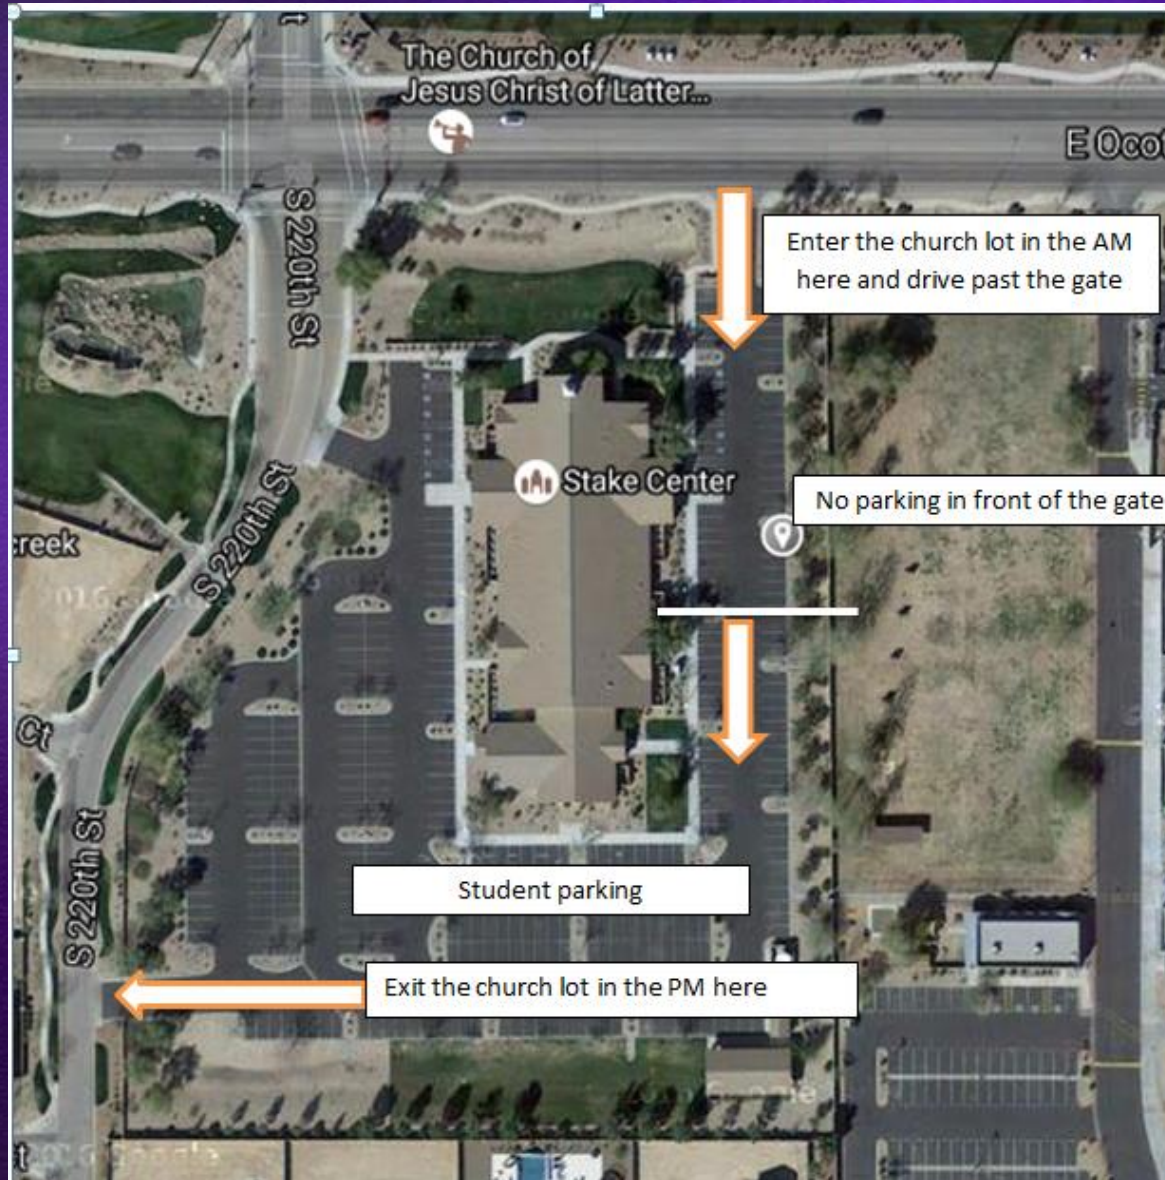 The Church of
Jesus Christ of Latter...
E Ocot
S 220th St
Enter the church lot in the AM
here and drive past the gate
Stake Center
No parking in front of the gate
S 220th St
creek
Ct
S 220th St
Student parking
Exit the church lot in the PM here